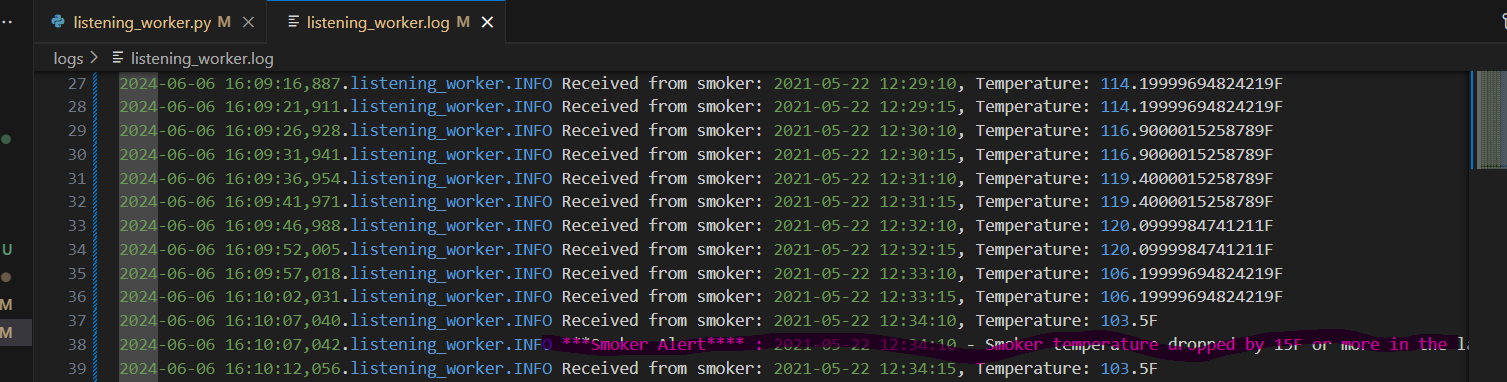 listening_worker.py M
listening_worker.log M
logs > listening_worker.log
27 2024-06-06 16:09:16,887.listening_worker.INFO Received from smoker: 2021-05-22 12:29:10, Temperature: 114.19999694824219F
28 2024-06-06 16:09:21,911.listening_worker.INFO Received from smoker: 2021-05-22 12:29:15, Temperature: 114.19999694824219F
29 2024-06-06 16:09:26,928.listening_worker.INFO Received from smoker: 2021-05-22 12:30:10, Temperature: 116.9000015258789F
30 2024-06-06 16:09:31,941.listening_worker.INFO Received from smoker: 2021-05-22 12:30:15, Temperature: 116.9000015258789F
31 2024-06-06 16:09:36,954.listening_worker.INFO Received from smoker: 2021-05-22 12:31:10, Temperature: 119.4000015258789F
32 2024-06-06 16:09:41,971.listening_worker.INFO Received from smoker: 2021-05-22 12:31:15, Temperature: 119.4000015258789F
33 2024-06-06 16:09:46,988.listening_worker.INFO Received from smoker: 2021-05-22 12:32:10, Temperature: 120.0999984741211F
U 34 2024-06-06 16:09:52,005.listening_worker.INFO Received from smoker: 2021-05-22 12:32:15, Temperature: 120.0999984741211F
35 2024-06-06 16:09:57,018.listening_worker.INFO Received from smoker: 2021-05-22 12:33:10, Temperature: 106.19999694824219F
M 36 2024-06-06 16:10:02,031.listening_worker.INFO Received from smoker: 2021-05-22 12:33:15, Temperature: 106.19999694824219F
37 2024-06-06 16:10:07,040.listening_worker.INFO Received from smoker: 2021-05-22 12:34:10, Temperature: 103.5F
M 38 2024-06-06 16:10:07,042.listening_worker.INFO ***Smoker Alert**** : 2021-05-22 12:34:10 - Smoker temperature dropped by 15F or more in the la
39 2024-06-06 16:10:12,056.listening_worker.INFO Received from smoker: 2021-05-22 12:34:15, Temperature: 103.5F